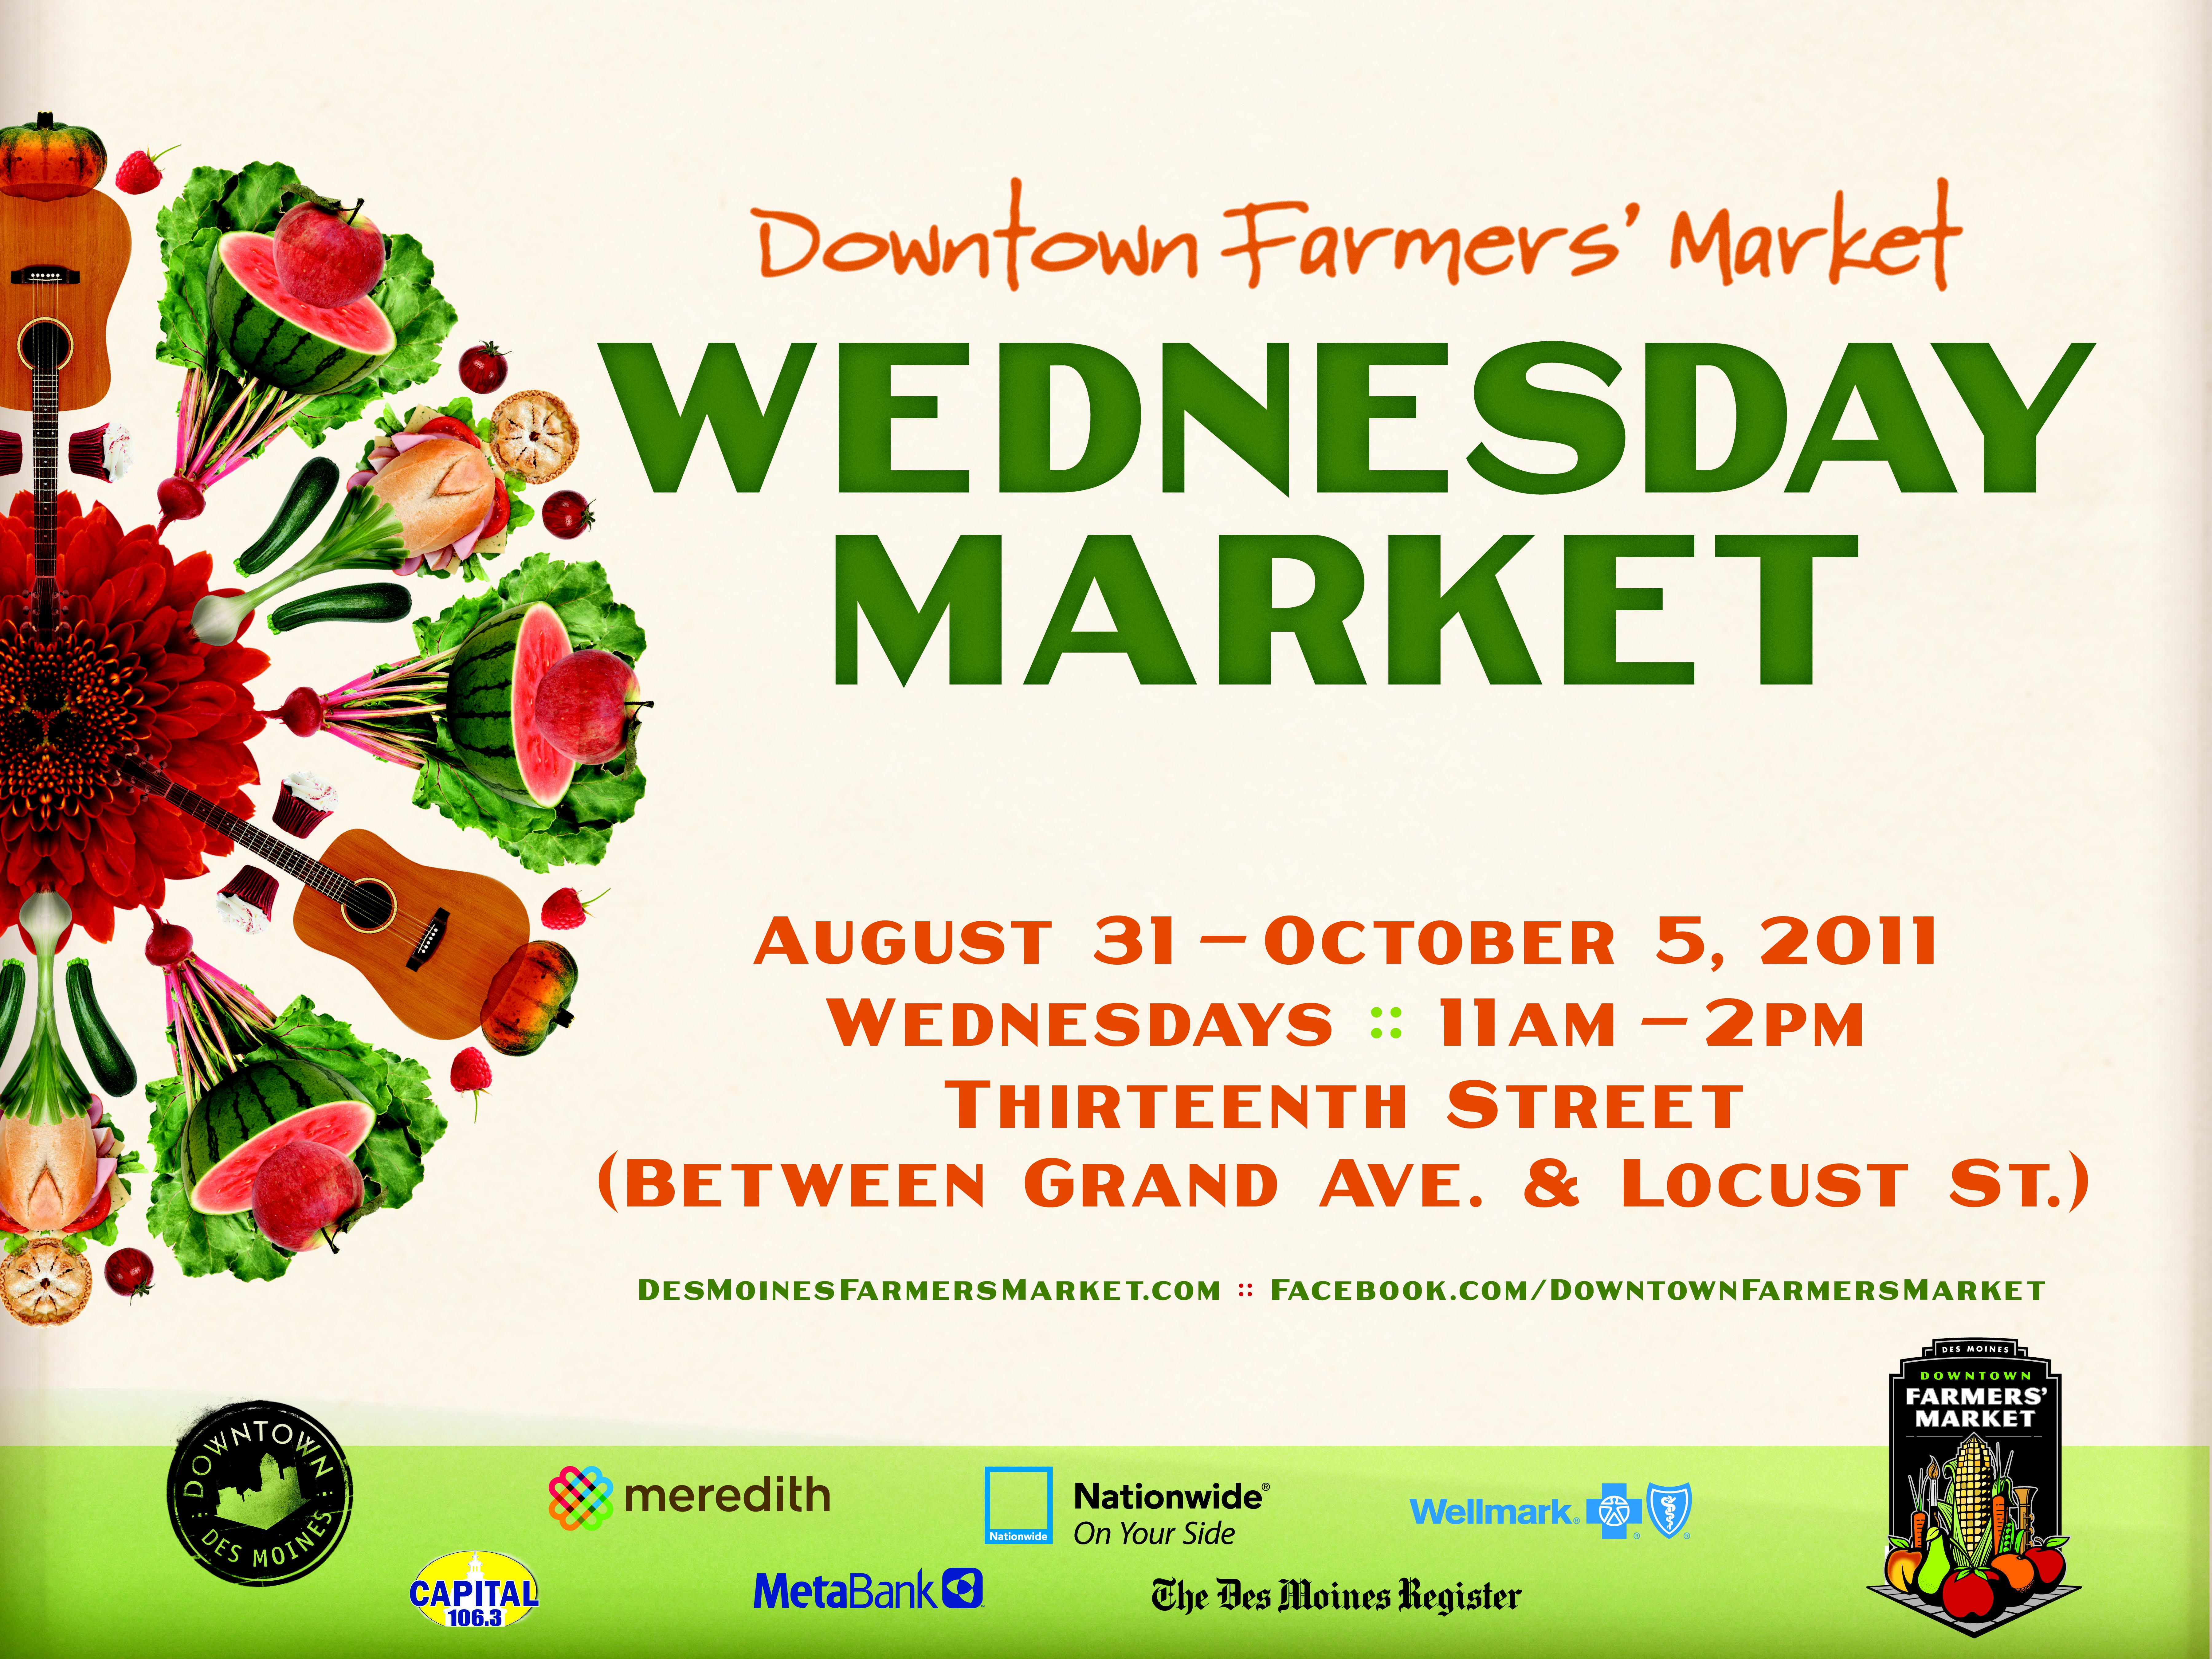 Downtown Farmers' Market
WEDNESDAY
MARKET
AUGUST 31 – OCTOBER 5, 2011
WEDNESDAYS :: 11AM – 2PM
THIRTEENTH STREET
(BETWEEN GRAND AVE. & LOCUST ST.)
DESMOINESFARMERSMARKET.COM :: FACEBOOK.COM/DOWNTOWNFARMERSMARKET
DOWNTOWN
: DES MOINES :
meredith
Nationwide
Nationwide®
On Your Side
Wellmark®
CAPITAL
106.3
MetaBank
The Des Moines Register
DES MOINES
DOWNTOWN
FARMERS'
MARKET